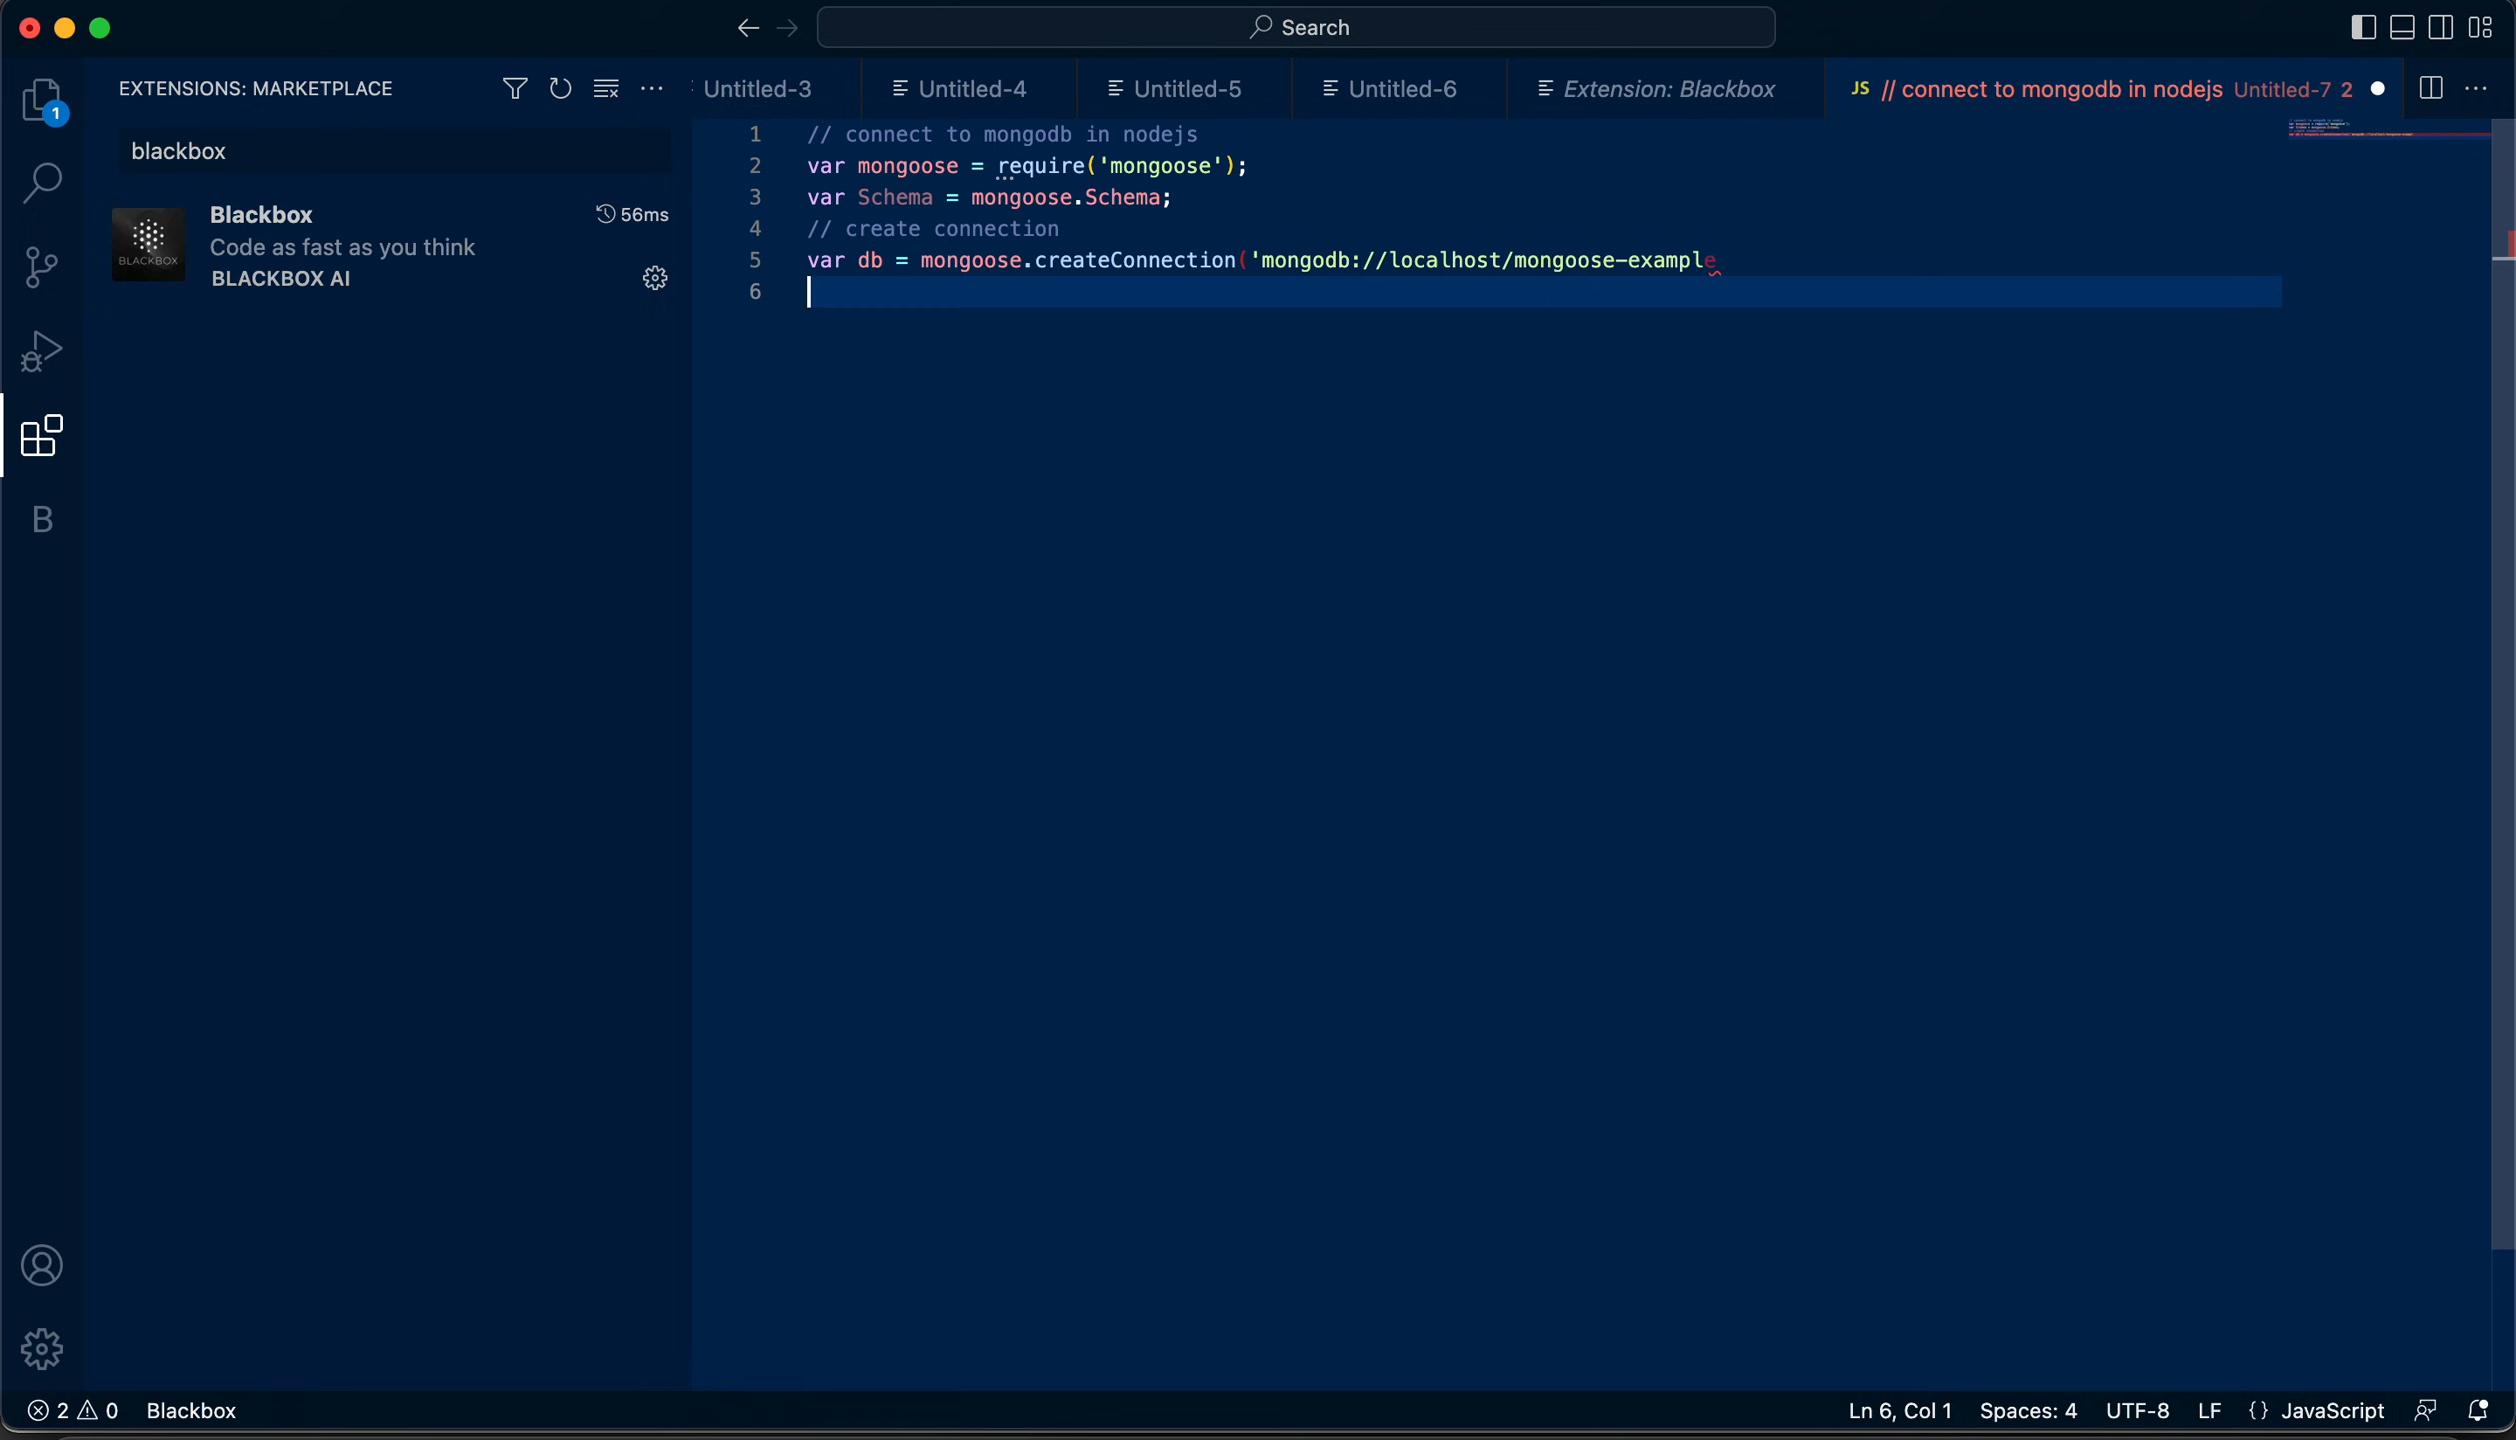 Search
EXTENSIONS: MARKETPLACE
Untitled-3
Untitled-4
Untitled-5
Untitled-6
Extension: Blackbox
JS // connect to mongodb in nodejs Untitled-7 2
1
blackbox
Blackbox
56ms
Code as fast as you think
BLACKBOX
BLACKBOX AI
B
1 // connect to mongodb in nodejs
2 var mongoose = require('mongoose');
3 var Schema = mongoose.Schema;
4 // create connection
5 var db = mongoose.createConnection('mongodb://localhost/mongoose-example
6
2 0 Blackbox
Ln 6, Col 1 Spaces: 4 UTF-8 LF {} JavaScript